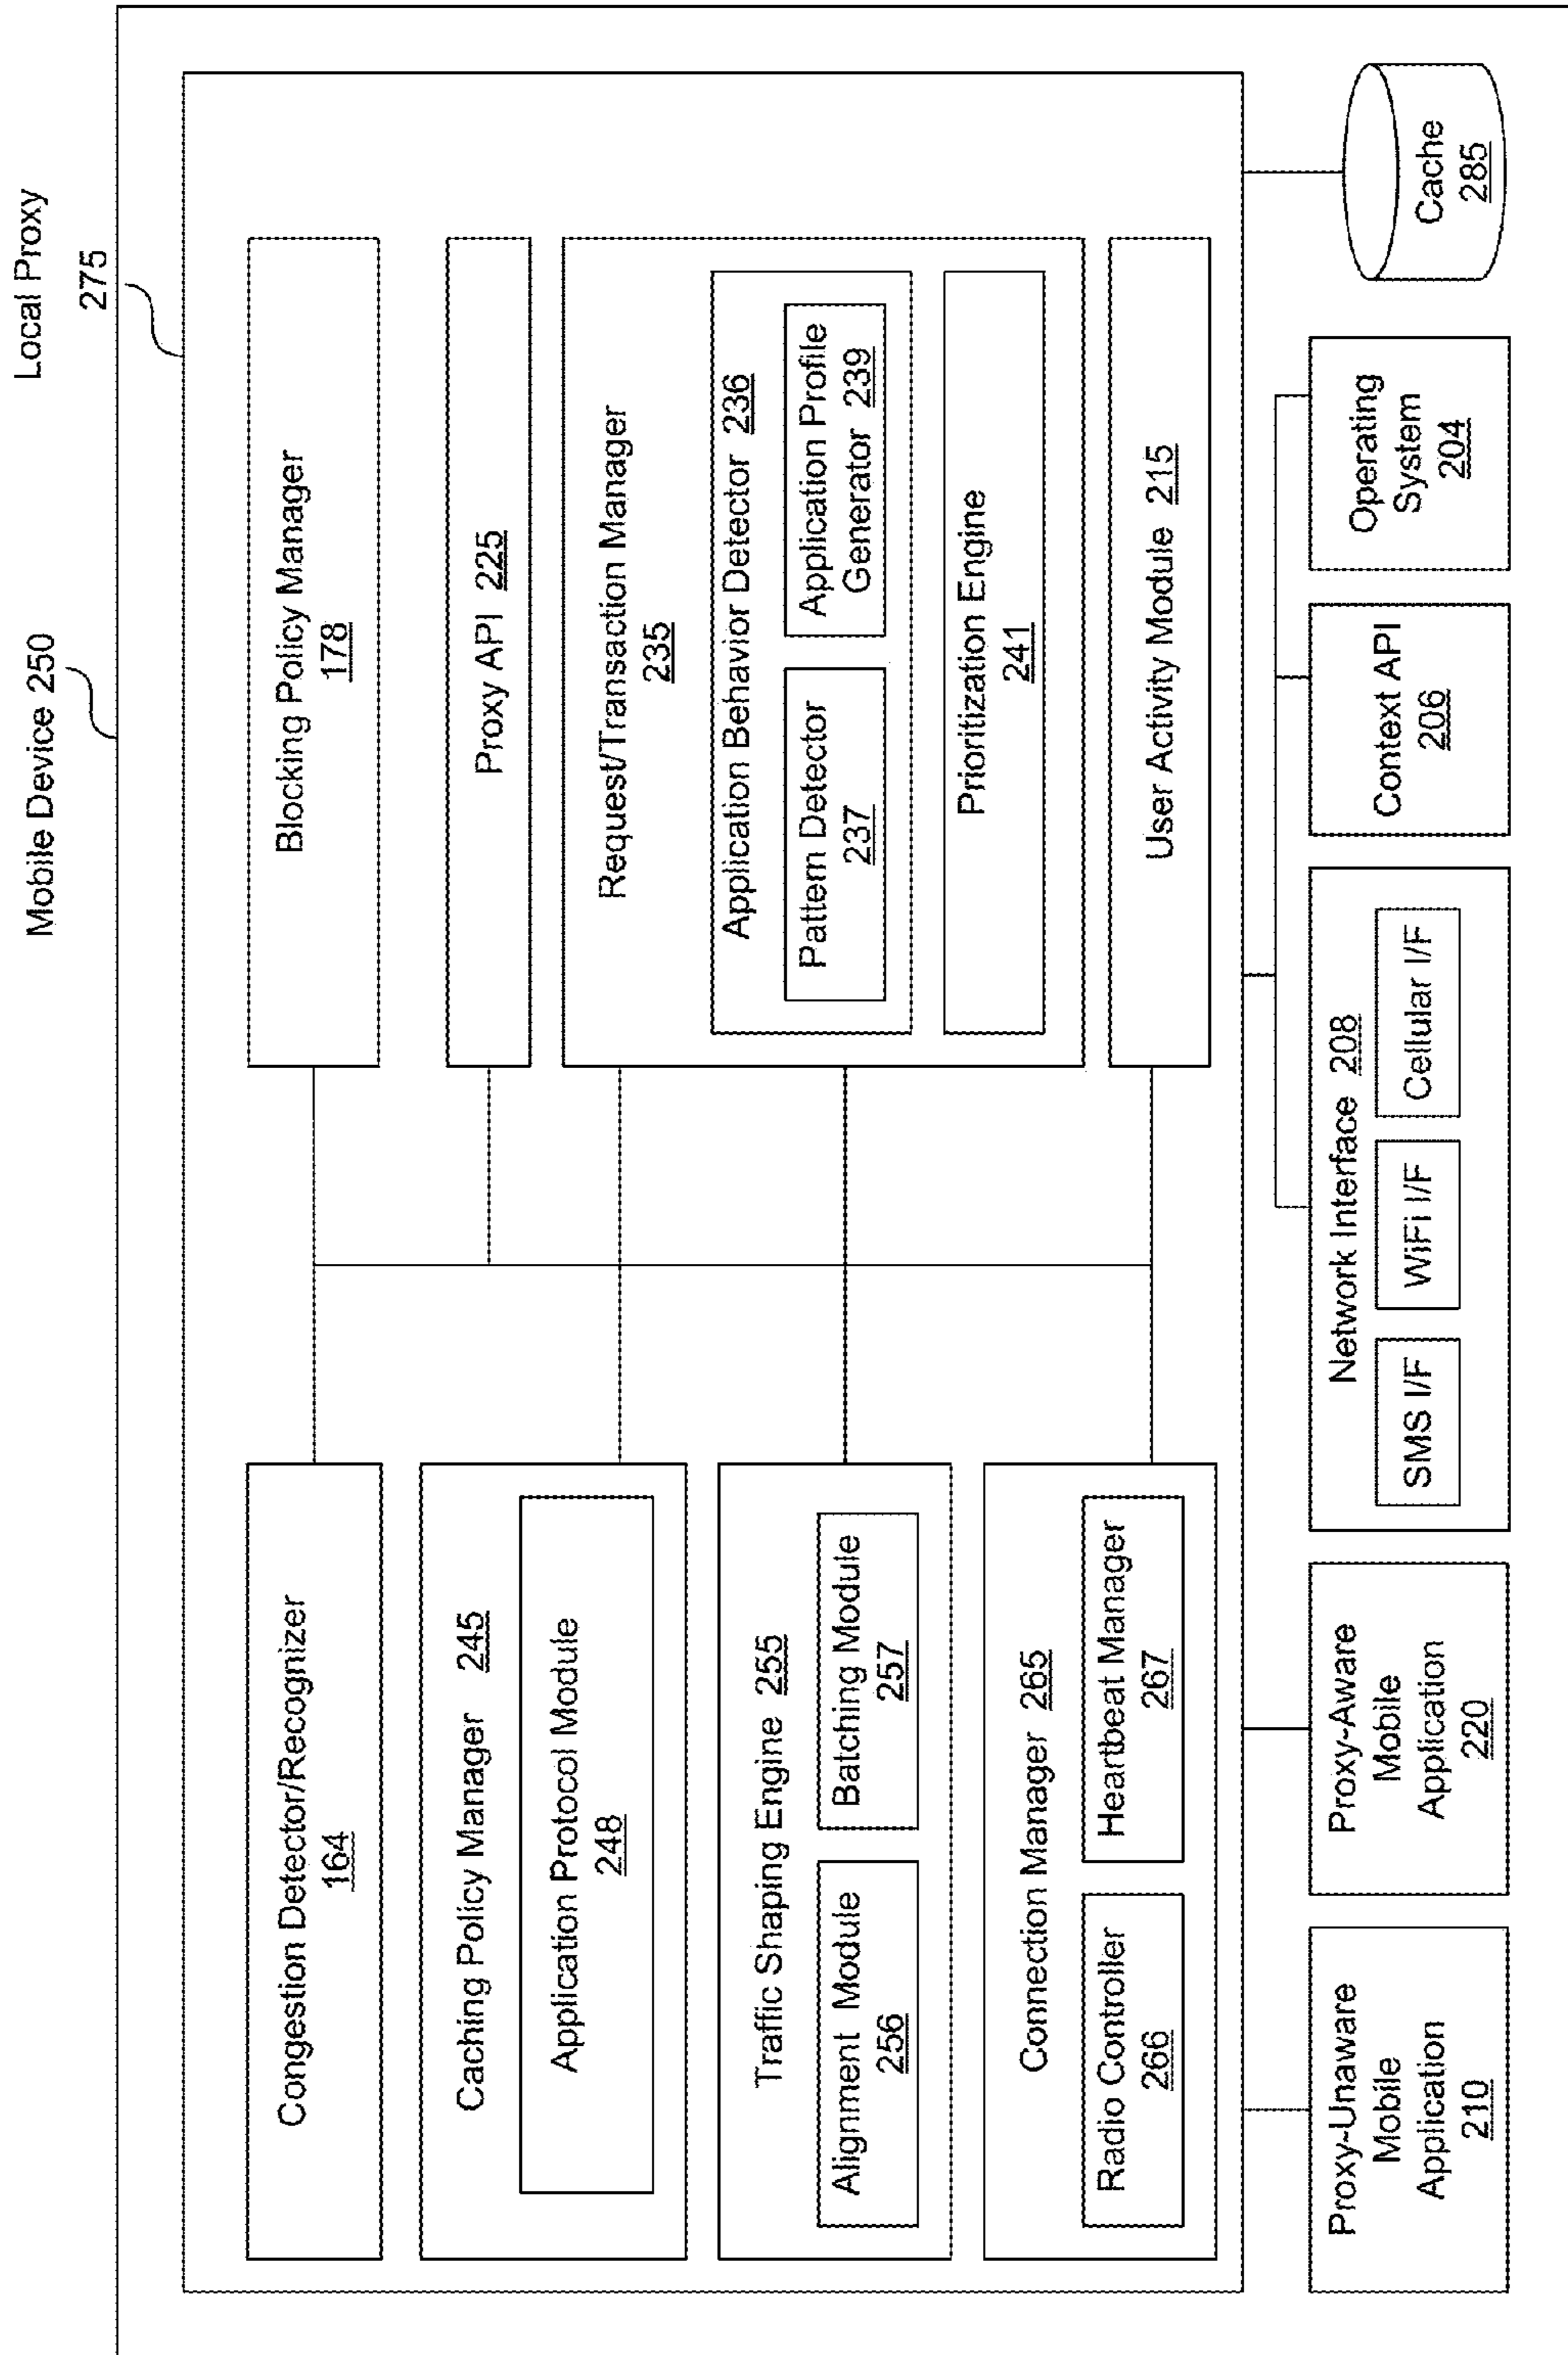 Mobile Device 250
Local Proxy
275
Congestion Detector/Recognizer
164
Caching Policy Manager 245
Application Protocol Module
248
Traffic Shaping Engine 255
Alignment Module
256
Batching Module
257
Connection Manager 265
Radio Controller
266
Heartbeat Manager
267
Blocking Policy Manager
178
Proxy API 225
Request/Transaction Manager
235
Application Behavior Detector 236
Pattern Detector
237
Application Profile
Generator 239
Prioritization Engine
241
User Activity Module 215
Proxy-Unaware
Mobile
Application
210
Proxy-Aware
Mobile
Application
220
Network Interface 208
SMS I/F
WiFi I/F
Cellular I/F
Context API
206
Operating
System
204
Cache
285